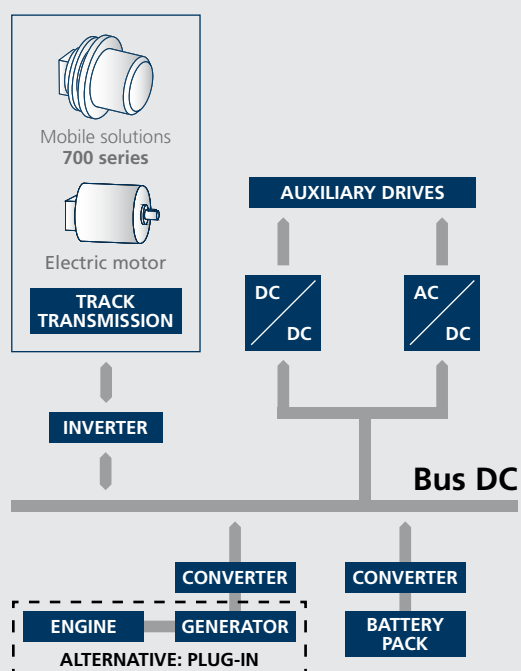 Mobile solutions
700 series
Electric motor
TRACK
TRANSMISSION
AUXILIARY DRIVES
DC
DC
AC
DC
INVERTER
Bus DC
CONVERTER
CONVERTER
ENGINE
GENERATOR
BATTERY
PACK
ALTERNATIVE: PLUG-IN